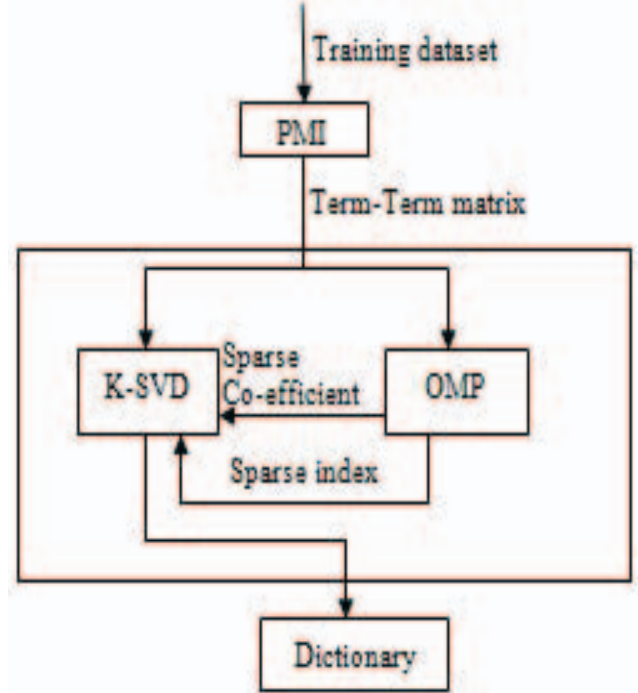 Training dataset
PMI
Term-Term matrix
Sparse
Co-efficient
K-SVD
OMP
Sparse index
Dictionary